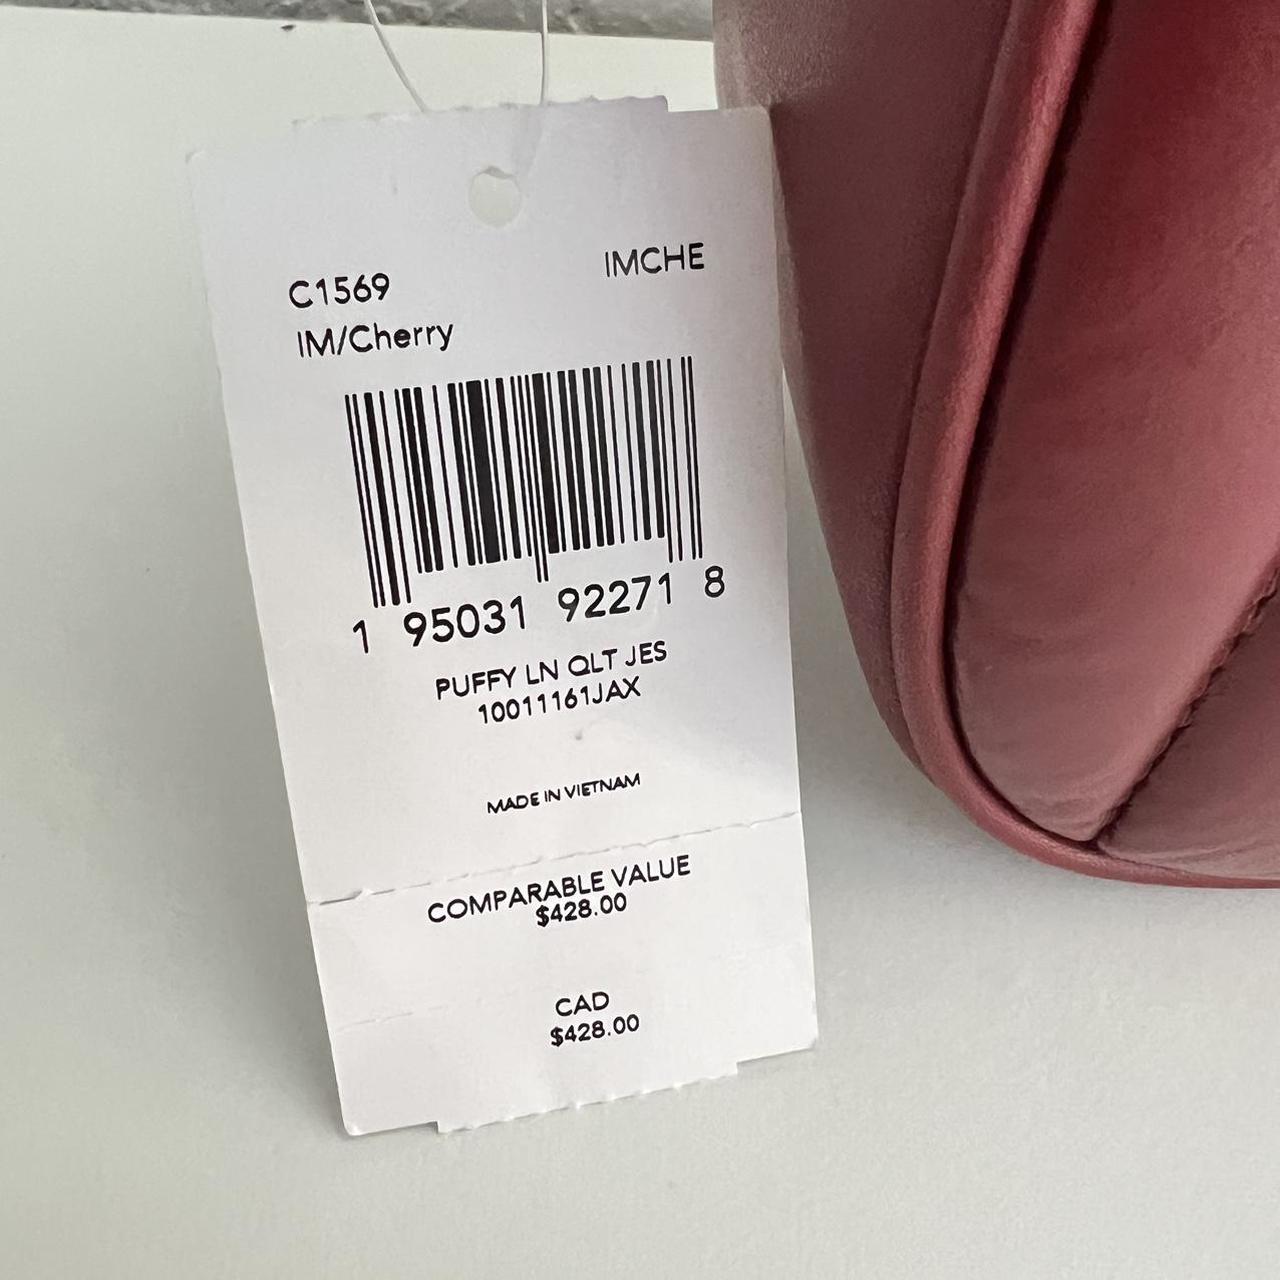 C1569 IMCHE
IM/Cherry
1 95031 92271 8
PUFFY LN QLT JES
10011161JAX
MADE IN VIETNAM
COMPARABLE VALUE
$428.00
CAD
$428.00